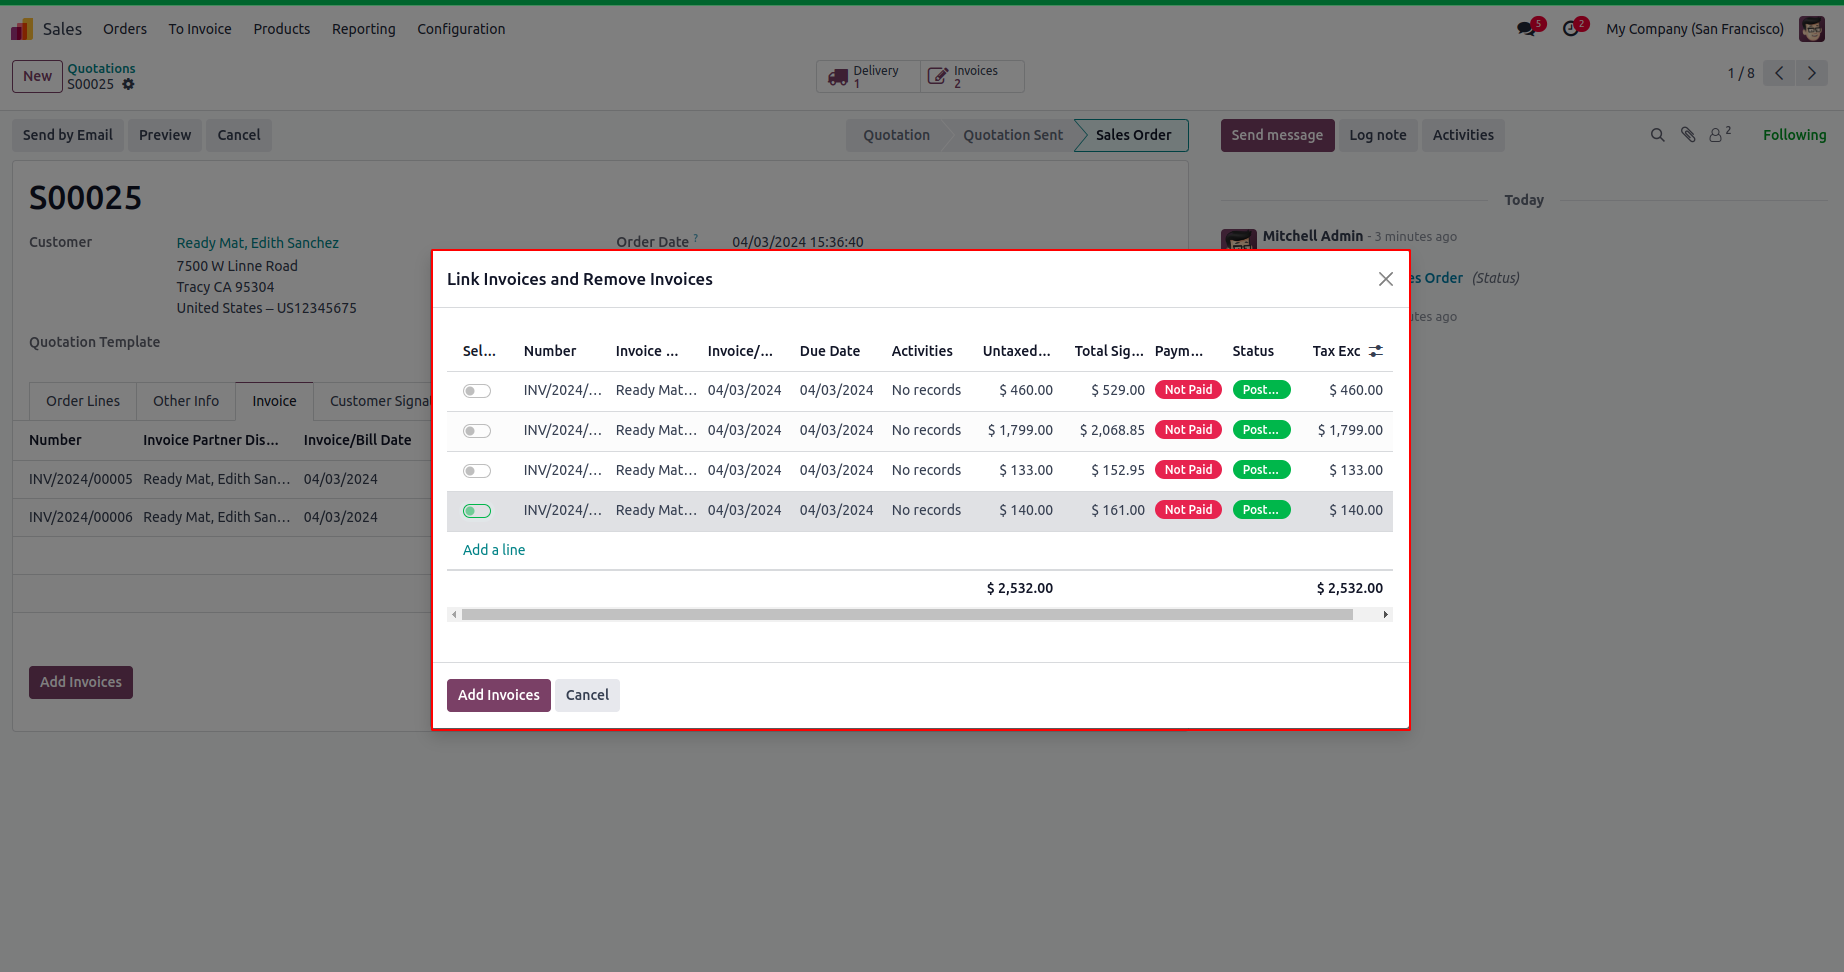 Sales Orders To Invoice Products Reporting Configuration 5 2 My Company (San Francisco)
New Quotations
S00025
Delivery 1 Invoices 2
1 / 8
Send by Email Preview Cancel Quotation Quotation Sent Sales Order Send message Log note Activities 2 Following
S00025
Today
Customer Ready Mat, Edith Sanchez Order Date ? 04/03/2024 15:36:40
7500 W Linne Road
Tracy CA 95304
United States – US12345675
Mitchell Admin - 3 minutes ago
es Order (Status)
utes ago
Quotation Template
Order Lines Other Info Invoice Customer Signat
Number Invoice Partner Dis... Invoice/Bill Date
INV/2024/00005 Ready Mat, Edith San... 04/03/2024
INV/2024/00006 Ready Mat, Edith San... 04/03/2024
Add Invoices
Link Invoices and Remove Invoices
Sel... Number Invoice ... Invoice/... Due Date Activities Untaxed... Total Sig... Paym... Status Tax Exc
INV/2024/... Ready Mat... 04/03/2024 04/03/2024 No records $ 460.00 $ 529.00 Not Paid Post... $ 460.00
INV/2024/... Ready Mat... 04/03/2024 04/03/2024 No records $ 1,799.00 $ 2,068.85 Not Paid Post... $ 1,799.00
INV/2024/... Ready Mat... 04/03/2024 04/03/2024 No records $ 133.00 $ 152.95 Not Paid Post... $ 133.00
INV/2024/... Ready Mat... 04/03/2024 04/03/2024 No records $ 140.00 $ 161.00 Not Paid Post... $ 140.00
Add a line
$ 2,532.00 $ 2,532.00
Add Invoices Cancel